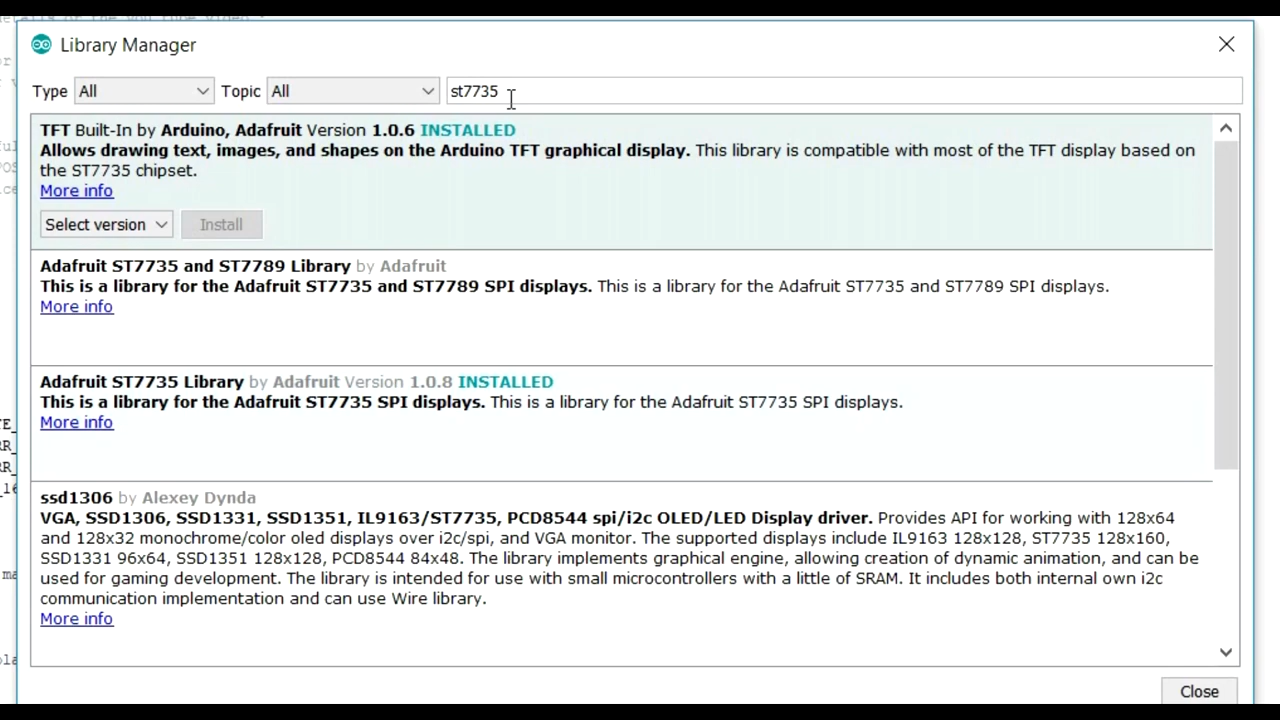 details of the You Tube video :
Library Manager
Type All Topic All st7735
TFT Built-In by Arduino, Adafruit Version 1.0.6 INSTALLED
Allows drawing text, images, and shapes on the Arduino TFT graphical display. This library is compatible with most of the TFT display based on
the ST7735 chipset.
More info
Select version Install
Adafruit ST7735 and ST7789 Library by Adafruit
This is a library for the Adafruit ST7735 and ST7789 SPI displays. This is a library for the Adafruit ST7735 and ST7789 SPI displays.
More info
Adafruit ST7735 Library by Adafruit Version 1.0.8 INSTALLED
This is a library for the Adafruit ST7735 SPI displays. This is a library for the Adafruit ST7735 SPI displays.
More info
ssd1306 by Alexey Dynda
VGA, SSD1306, SSD1331, SSD1351, IL9163/ST7735, PCD8544 spi/i2c OLED/LED Display driver. Provides API for working with 128x64
and 128x32 monochrome/color oled displays over i2c/spi, and VGA monitor. The supported displays include IL9163 128x128, ST7735 128x160,
SSD1331 96x64, SSD1351 128x128, PCD8544 84x48. The library implements graphical engine, allowing creation of dynamic animation, and can be
used for gaming development. The library is intended for use with small microcontrollers with a little of SRAM. It includes both internal own i2c
communication implementation and can use Wire library.
More info
Close